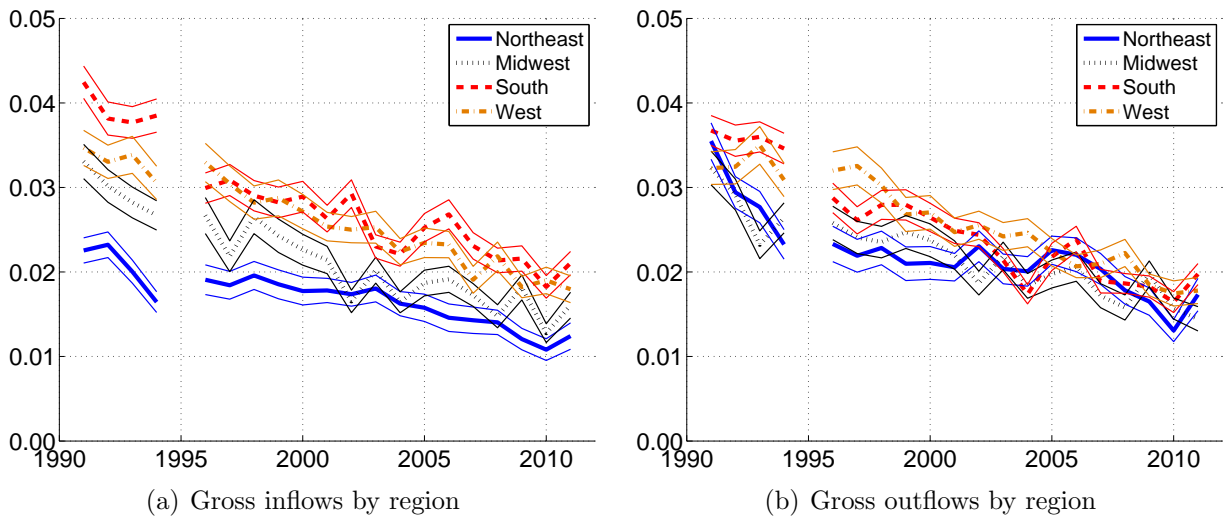 0.05
0.04
0.03
0.02
0.01
0.00
1990 1995 2000 2005 2010
Northeast
Midwest
South
West
(a) Gross inflows by region
0.05
0.04
0.03
0.02
0.01
0.00
1990 1995 2000 2005 2010
Northeast
Midwest
South
West
(b) Gross outflows by region